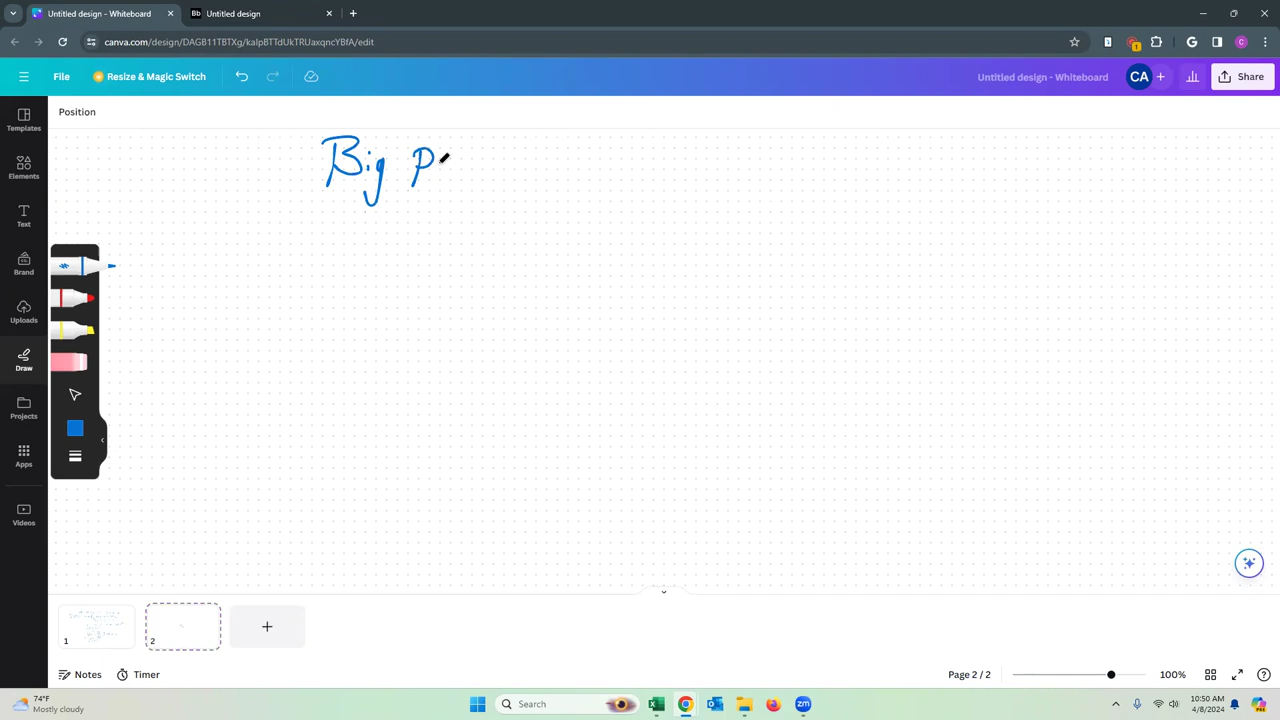 Untitled design - Whiteboard
Untitled design
canva.com/design/DAGB11TBTXg/kaIpBTTdUkTRUaxqncYBfA/edit
File
Resize & Magic Switch
Untitled design - Whiteboard
CA
Share
Templates
Elements
Text
Brand
Uploads
Draw
Projects
Apps
Videos
Position
Big P
1
2
Notes
Timer
Page 2 / 2
100%
74°F
Mostly cloudy
Search
10:50 AM
4/8/2024